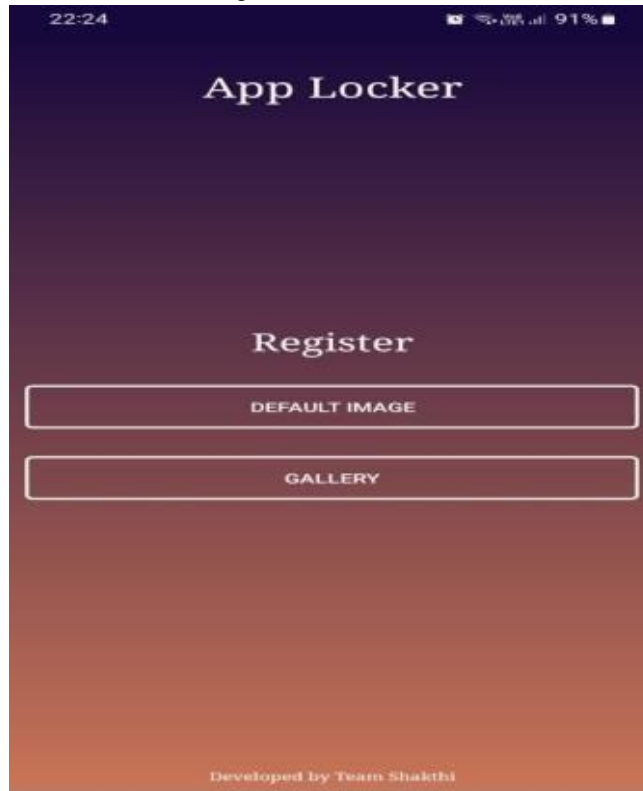 22:24 91%
App Locker
Register
DEFAULT IMAGE
GALLERY
Developed by Team Shakthi